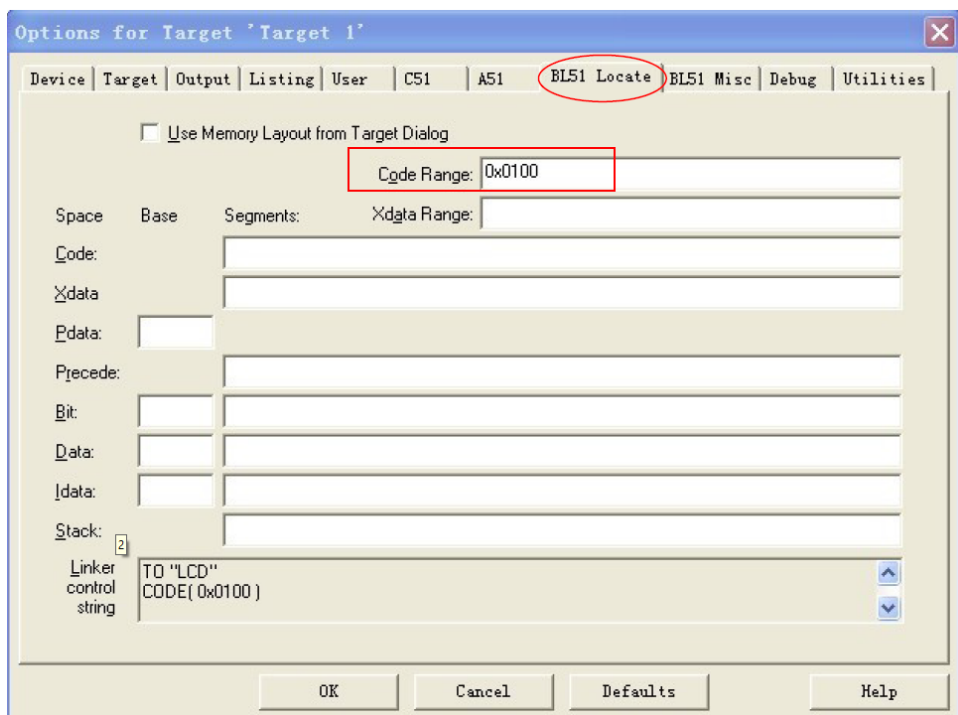 Options for Target 'Target 1'
Device Target Output Listing User C51 A51 BL51 Locate BL51 Misc Debug Utilities
Use Memory Layout from Target Dialog
Code Range: 0x0100
Space Base Segments: Xdata Range:
Code:
Xdata
Pdata:
Precede:
Bit:
Data:
Idata:
Stack:
2
Linker control string
TO "LCD"
CODE( 0x0100 )
OK Cancel Defaults Help